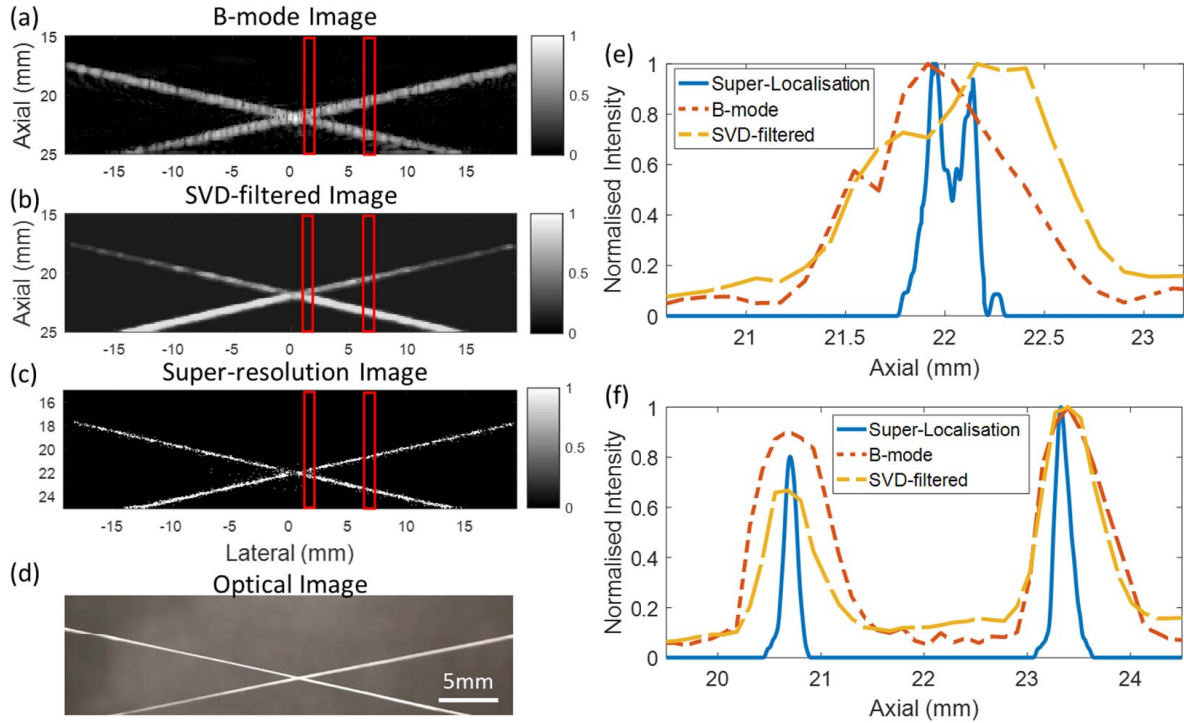 (a)
B-mode Image
Axial (mm)
15
20
25
-15 -10 -5 0 5 10 15
1
0.5
0
(b)
SVD-filtered Image
Axial (mm)
15
20
25
-15 -10 -5 0 5 10 15
1
0.5
0
(c)
Super-resolution Image
16
18
20
22
24
-15 -10 -5 0 5 10 15
Lateral (mm)
1
0.5
0
(d)
Optical Image
5mm
(e)
Normalised Intensity
1
0.8
0.6
0.4
0.2
0
Super-Localisation
B-mode
SVD-filtered
21 21.5 22 22.5 23
Axial (mm)
(f)
Normalised Intensity
1
0.8
0.6
0.4
0.2
0
Super-Localisation
B-mode
SVD-filtered
20 21 22 23 24
Axial (mm)